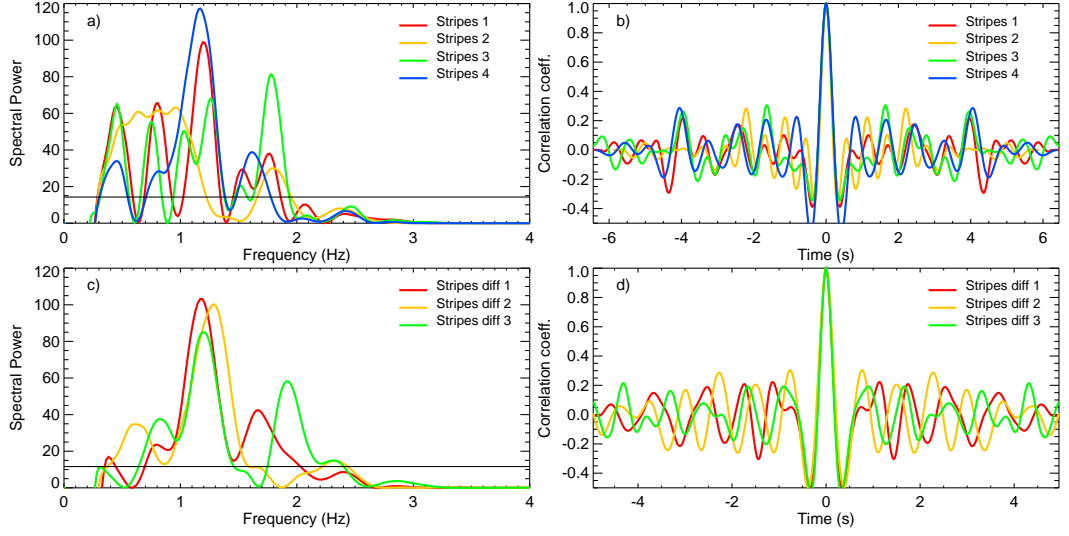 a)
Stripes 1
Stripes 2
Stripes 3
Stripes 4
Spectral Power
120
100
80
60
40
20
0
0 1 2 3 4
Frequency (Hz)
b)
Stripes 1
Stripes 2
Stripes 3
Stripes 4
Correlation coeff.
1.0
0.8
0.6
0.4
0.2
0.0
-0.2
-0.4
-6 -4 -2 0 2 4 6
Time (s)
c)
Stripes diff 1
Stripes diff 2
Stripes diff 3
Spectral Power
120
100
80
60
40
20
0
0 1 2 3 4
Frequency (Hz)
d)
Stripes diff 1
Stripes diff 2
Stripes diff 3
Correlation coeff.
1.0
0.8
0.6
0.4
0.2
0.0
-0.2
-0.4
-4 -2 0 2 4
Time (s)